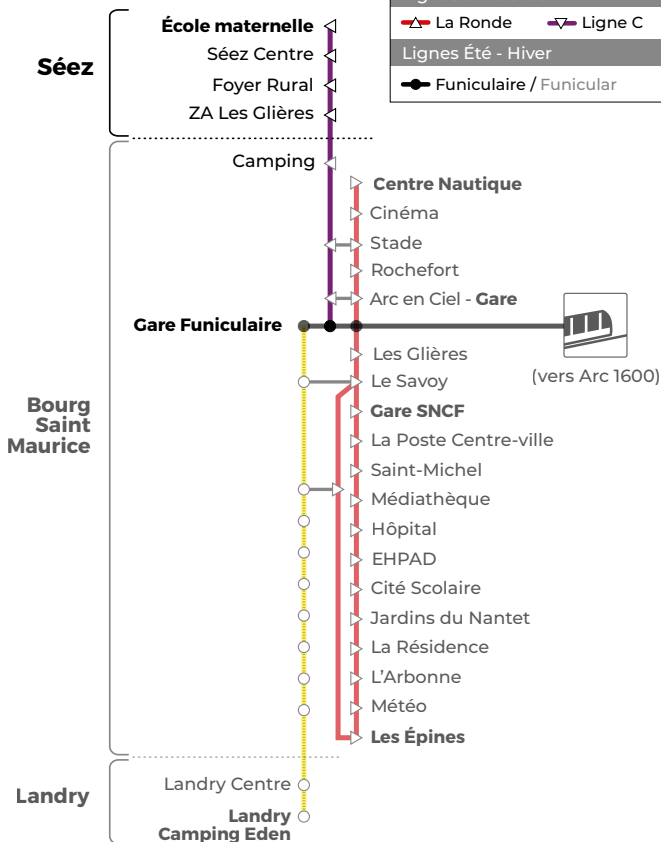 La Ronde
Ligne C
Lignes Été - Hiver
Funiculaire / Funicular
École maternelle
Séez Centre
Foyer Rural
ZA Les Glières
Séez
Camping
Centre Nautique
Cinéma
Stade
Rochefort
Arc en Ciel - Gare
Gare Funiculaire
(vers Arc 1600)
Les Glières
Le Savoy
Gare SNCF
La Poste Centre-ville
Saint-Michel
Médiathèque
Hôpital
EHPAD
Cité Scolaire
Jardins du Nantet
La Résidence
L'Arbonne
Météo
Les Épines
Bourg
Saint
Maurice
Landry Centre
Landry
Camping Eden
Landry